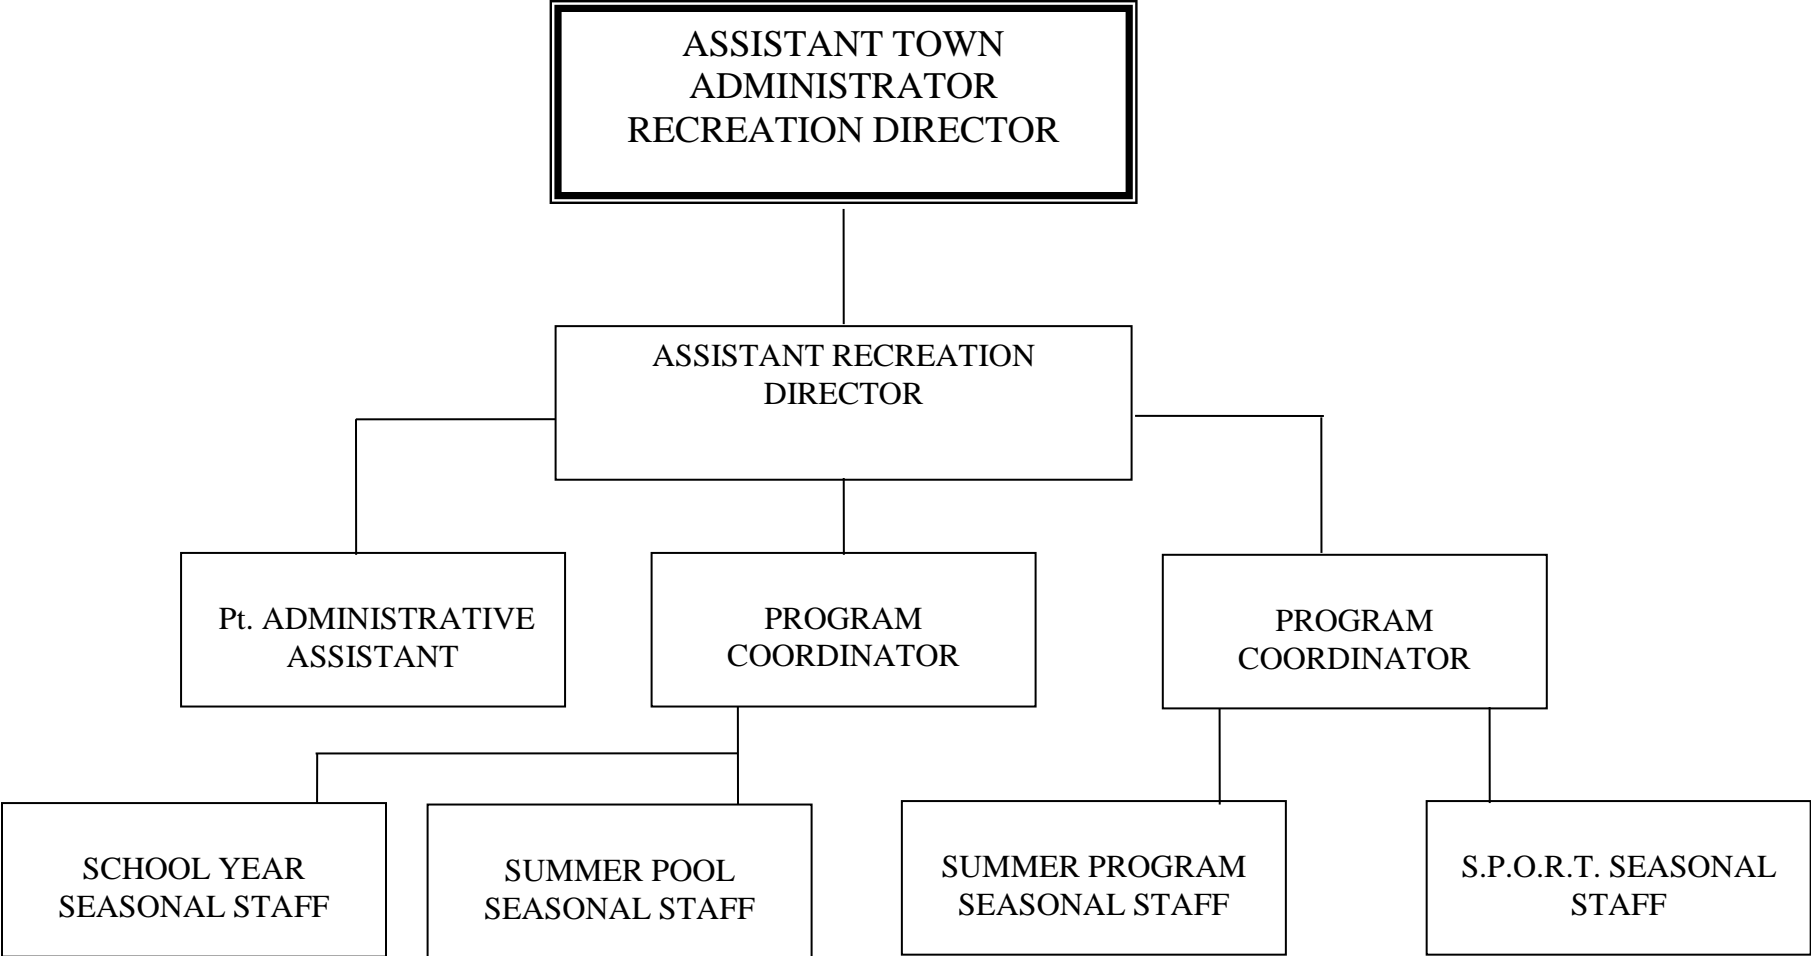 ASSISTANT TOWN
ADMINISTRATOR
RECREATION DIRECTOR
ASSISTANT RECREATION
DIRECTOR
Pt. ADMINISTRATIVE
ASSISTANT
PROGRAM
COORDINATOR
PROGRAM
COORDINATOR
SCHOOL YEAR
SEASONAL STAFF
SUMMER POOL
SEASONAL STAFF
SUMMER PROGRAM
SEASONAL STAFF
S.P.O.R.T. SEASONAL
STAFF